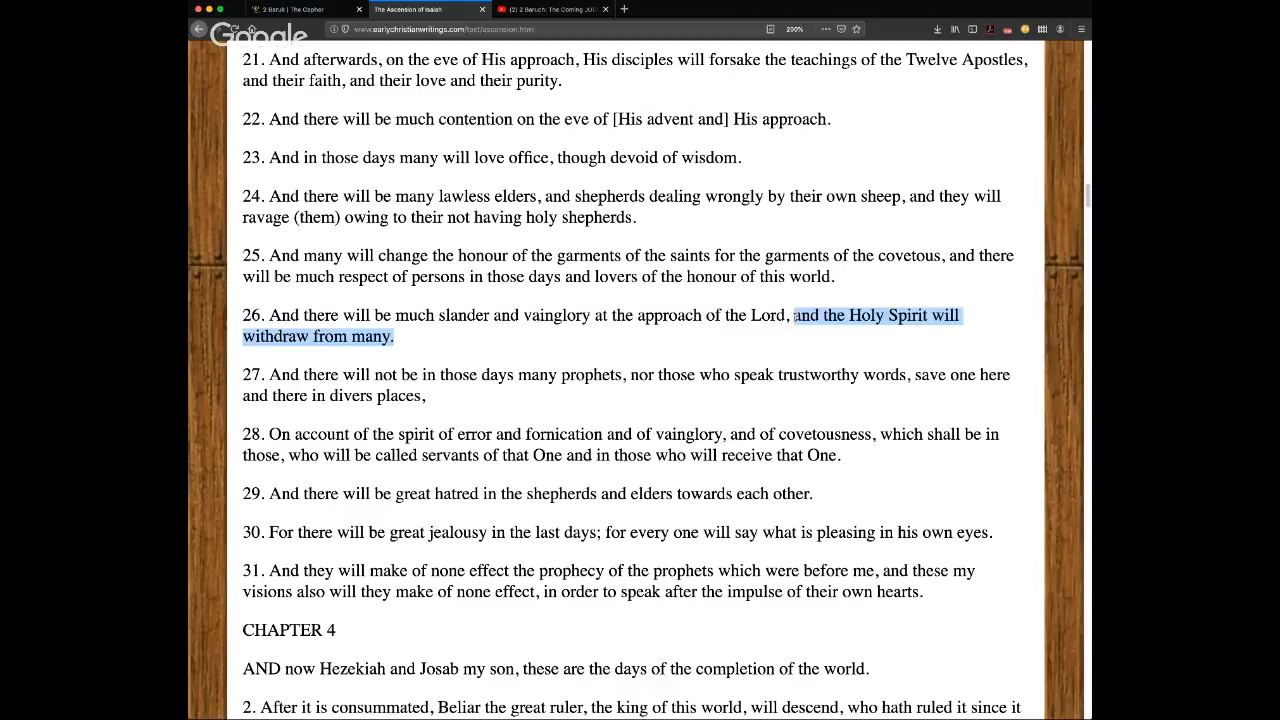 2 Baruk | The Cepher
The Ascension of Isaiah
(2) 2 Baruch: The Coming JUD
Google
www.earlychristianwritings.com/text/ascension.html
200%
21. And afterwards, on the eve of His approach, His disciples will forsake the teachings of the Twelve Apostles,
and their faith, and their love and their purity.
22. And there will be much contention on the eve of [His advent and] His approach.
23. And in those days many will love office, though devoid of wisdom.
24. And there will be many lawless elders, and shepherds dealing wrongly by their own sheep, and they will
ravage (them) owing to their not having holy shepherds.
25. And many will change the honour of the garments of the saints for the garments of the covetous, and there
will be much respect of persons in those days and lovers of the honour of this world.
26. And there will be much slander and vainglory at the approach of the Lord, and the Holy Spirit will
withdraw from many.
27. And there will not be in those days many prophets, nor those who speak trustworthy words, save one here
and there in divers places,
28. On account of the spirit of error and fornication and of vainglory, and of covetousness, which shall be in
those, who will be called servants of that One and in those who will receive that One.
29. And there will be great hatred in the shepherds and elders towards each other.
30. For there will be great jealousy in the last days; for every one will say what is pleasing in his own eyes.
31. And they will make of none effect the prophecy of the prophets which were before me, and these my
visions also will they make of none effect, in order to speak after the impulse of their own hearts.
CHAPTER 4
AND now Hezekiah and Josab my son, these are the days of the completion of the world.
2. After it is consummated, Beliar the great ruler, the king of this world, will descend, who hath ruled it since it